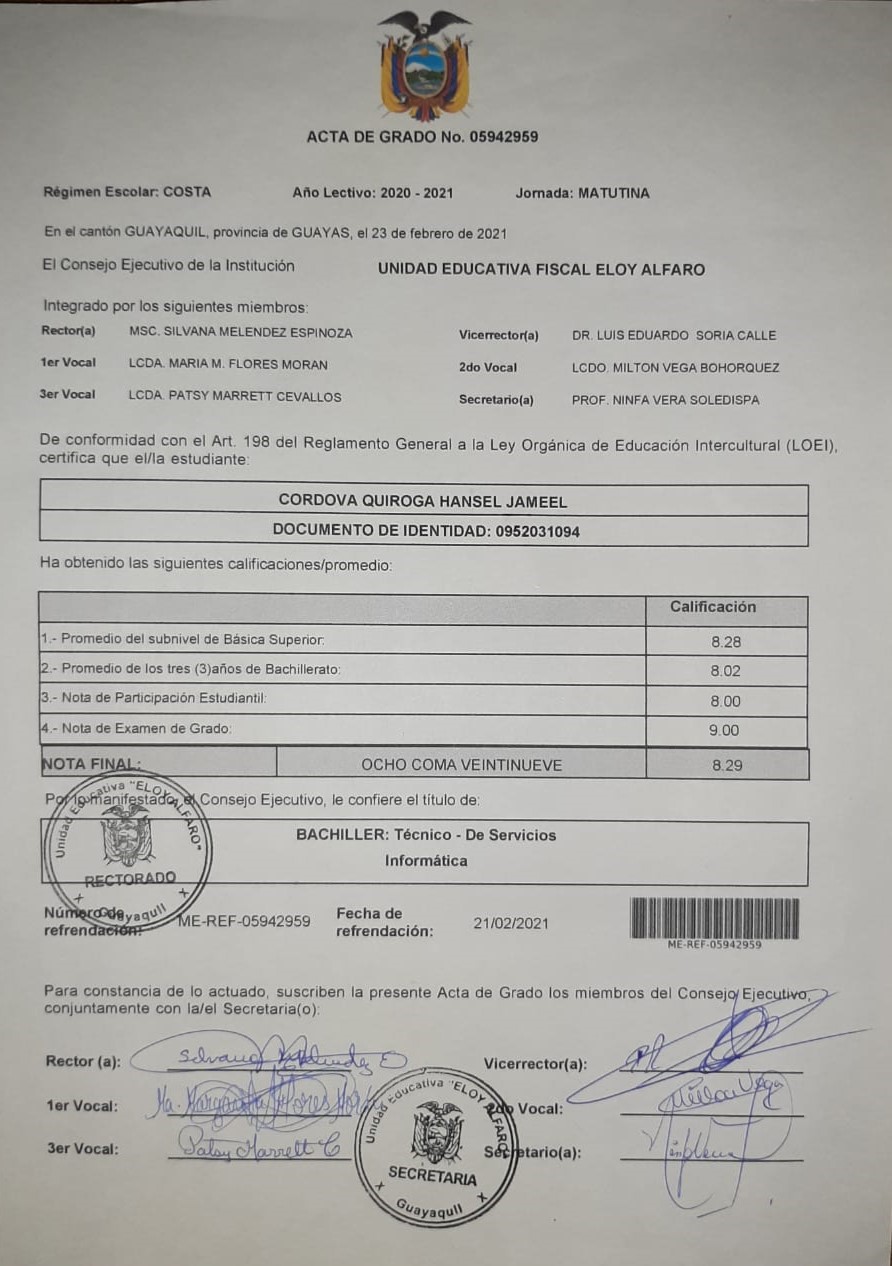 ACTA DE GRADO No. 05942959
Régimen Escolar: COSTA Año Lectivo: 2020 - 2021 Jornada: MATUTINA
En el cantón GUAYAQUIL, provincia de GUAYAS, el 23 de febrero de 2021
El Consejo Ejecutivo de la Institución UNIDAD EDUCATIVA FISCAL ELOY ALFARO
Integrado por los siguientes miembros:
Rector(a) MSC. SILVANA MELENDEZ ESPINOZA Vicerrector(a) DR. LUIS EDUARDO SORIA CALLE
1er Vocal LCDA. MARIA M. FLORES MORAN 2do Vocal LCDO. MILTON VEGA BOHORQUEZ
3er Vocal LCDA. PATSY MARRETT CEVALLOS Secretario(a) PROF. NINFA VERA SOLEDISPA
De conformidad con el Art. 198 del Reglamento General a la Ley Orgánica de Educación Intercultural (LOEI),
certifica que el/la estudiante:
CORDOVA QUIROGA HANSEL JAMEEL
DOCUMENTO DE IDENTIDAD: 0952031094
Ha obtenido las siguientes calificaciones/promedio:
Calificación
1.- Promedio del subnivel de Básica Superior: 8.28
2.- Promedio de los tres (3)años de Bachillerato: 8.02
3.- Nota de Participación Estudiantil: 8.00
4.- Nota de Examen de Grado: 9.00
NOTA FINAL: OCHO COMA VEINTINUEVE 8.29
Por lo manifestado, el Consejo Ejecutivo, le confiere el título de:
BACHILLER: Técnico - De Servicios
Informática
Unidad Educativa "ELOY ALFARO"
RECTORADO
Guayaquil
Número de refrendación: ME-REF-05942959 Fecha de refrendación: 21/02/2021
ME-REF-05942959
Para constancia de lo actuado, suscriben la presente Acta de Grado los miembros del Consejo Ejecutivo,
conjuntamente con la/el Secretaria(o):
Rector (a): Silvana Melendez E Vicerrector(a):
1er Vocal: Ma. Margarita Flores 2do Vocal: Milton Vega
3er Vocal: Patsy Marrett C Secretario(a):
Unidad Educativa "ELOY ALFARO"
SECRETARIA
Guayaquil